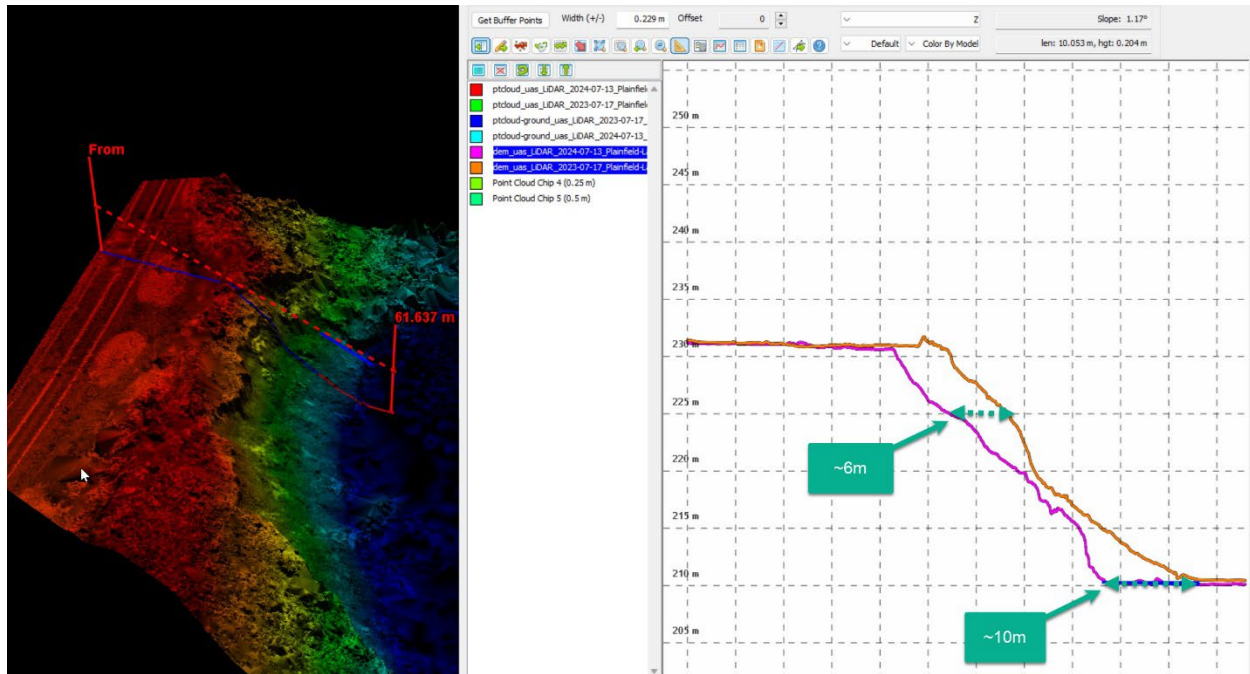 Get Buffer Points Width (+/-) 0.229 m Offset 0 Z Slope: 1.17°
Default Color By Model len: 10.053 m, hgt: 0.204 m
ptcloud_uas_LiDAR_2024-07-13_Plainfiel
ptcloud_uas_LiDAR_2023-07-17_Plainfiel
ptcloud-ground_uas_LiDAR_2023-07-17_
ptcloud-ground_uas_LiDAR_2024-07-13_
dem_uas_LiDAR_2024-07-13_Plainfield-L
dem_uas_LiDAR_2023-07-17_Plainfield-L
Point Cloud Chip 4 (0.25 m)
Point Cloud Chip 5 (0.5 m)
From
61.637 m
250 m
245 m
240 m
235 m
230 m
225 m
220 m
215 m
210 m
205 m
~6m
~10m